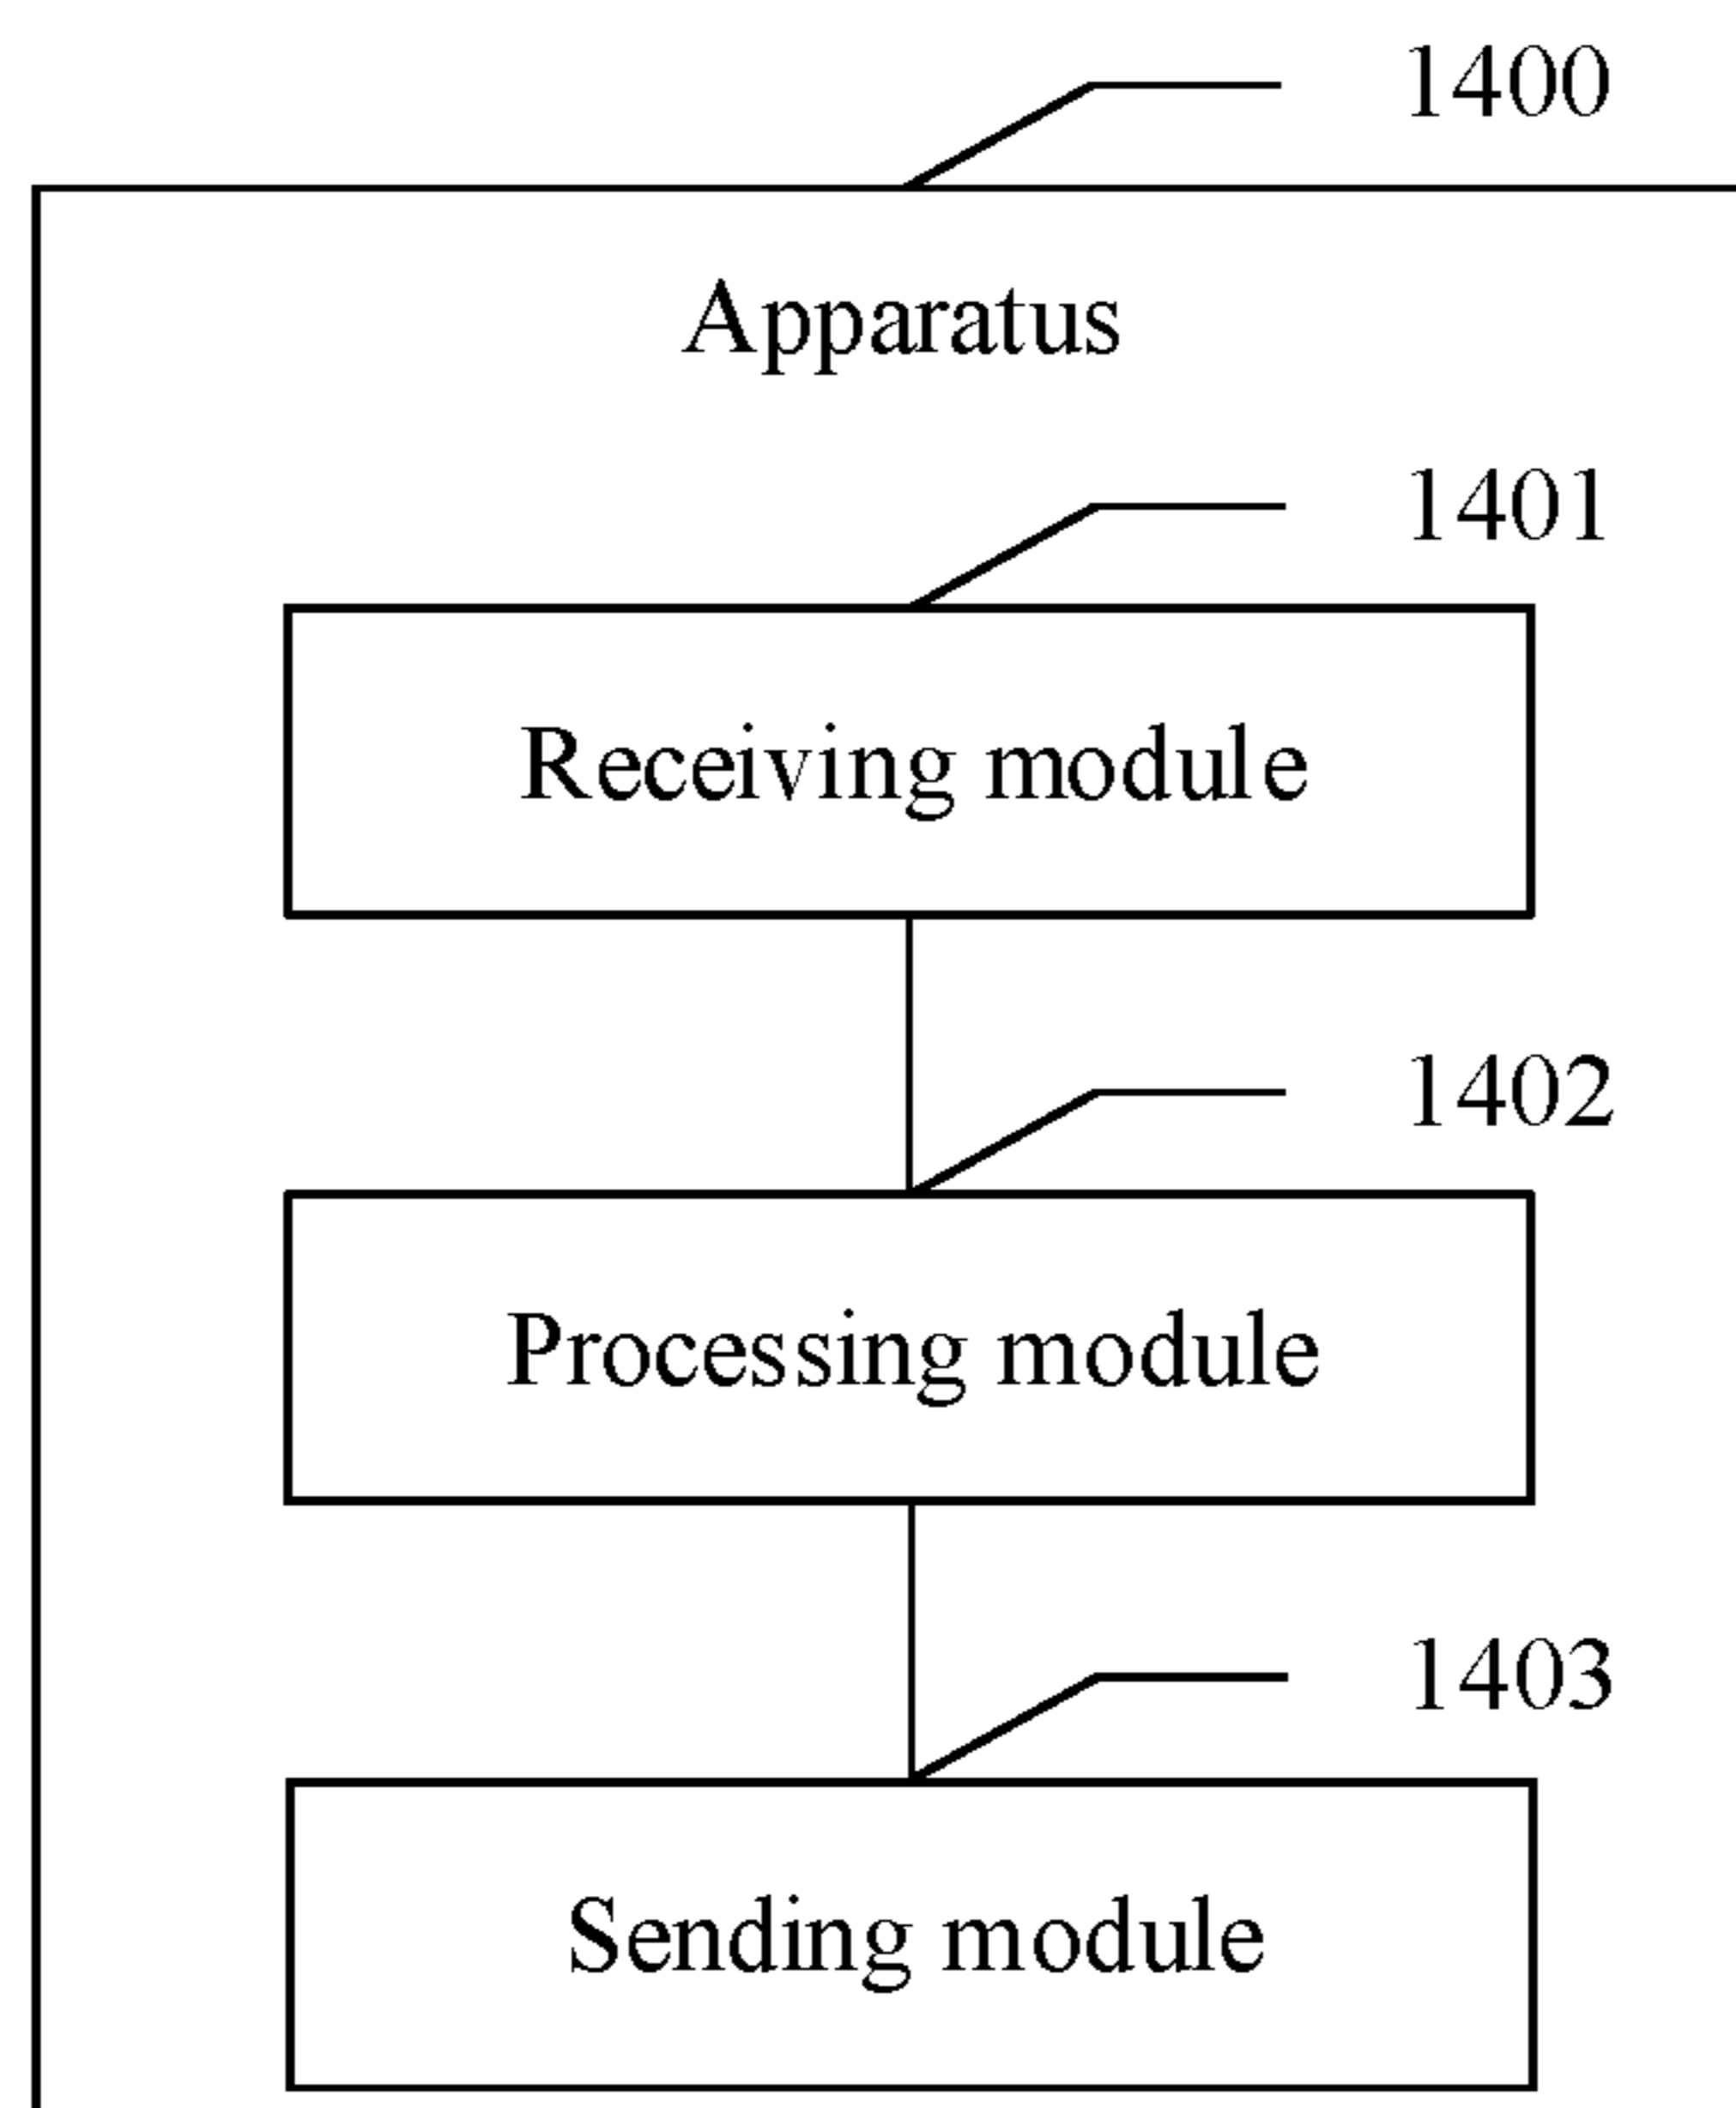 1400
Apparatus
1401
Receiving module
1402
Processing module
1403
Sending module